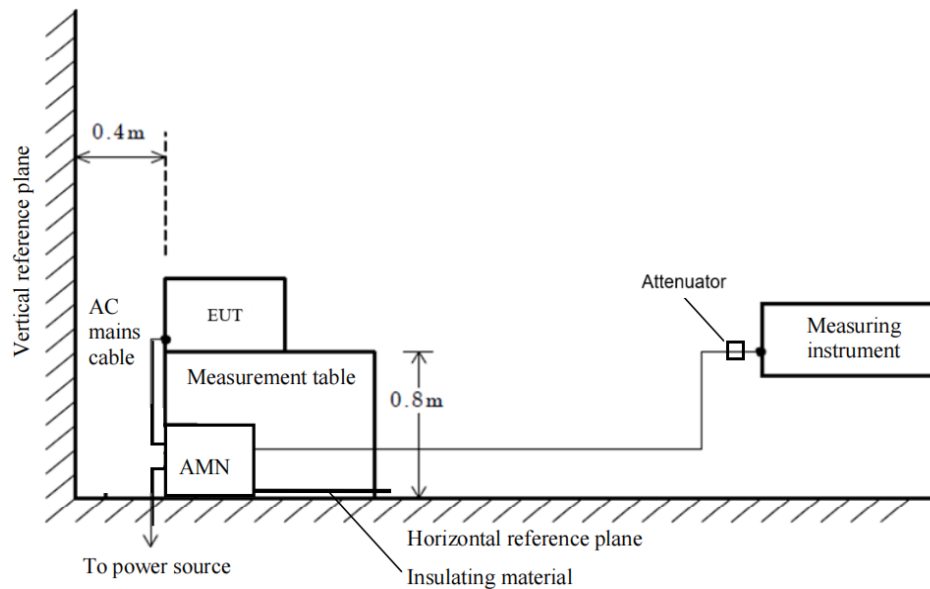 Vertical reference plane
0.4m
AC
mains
cable
EUT
Measurement table
0.8m
AMN
Attenuator
Measuring
instrument
Horizontal reference plane
To power source
Insulating material